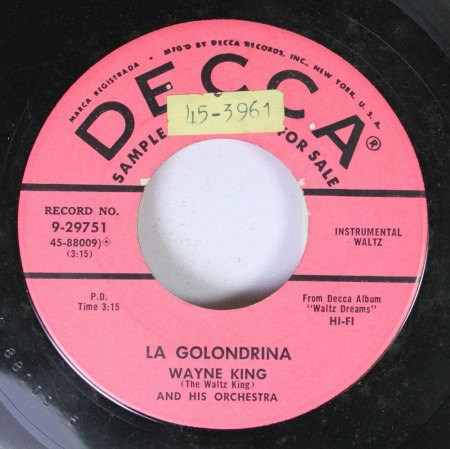 MARCA REGISTRADA • MF'D BY DECCA RECORDS, INC., NEW YORK, U. S. A.
DECCA®
45-3961
SAMPLE FOR SALE
RECORD NO.
9-29751
45-88009)
(3:15)
INSTRUMENTAL
WALTZ
P.D.
Time 3:15
From Decca Album
"Waltz Dreams"
HI-FI
LA GOLONDRINA
WAYNE KING
(The Waltz King)
AND HIS ORCHESTRA